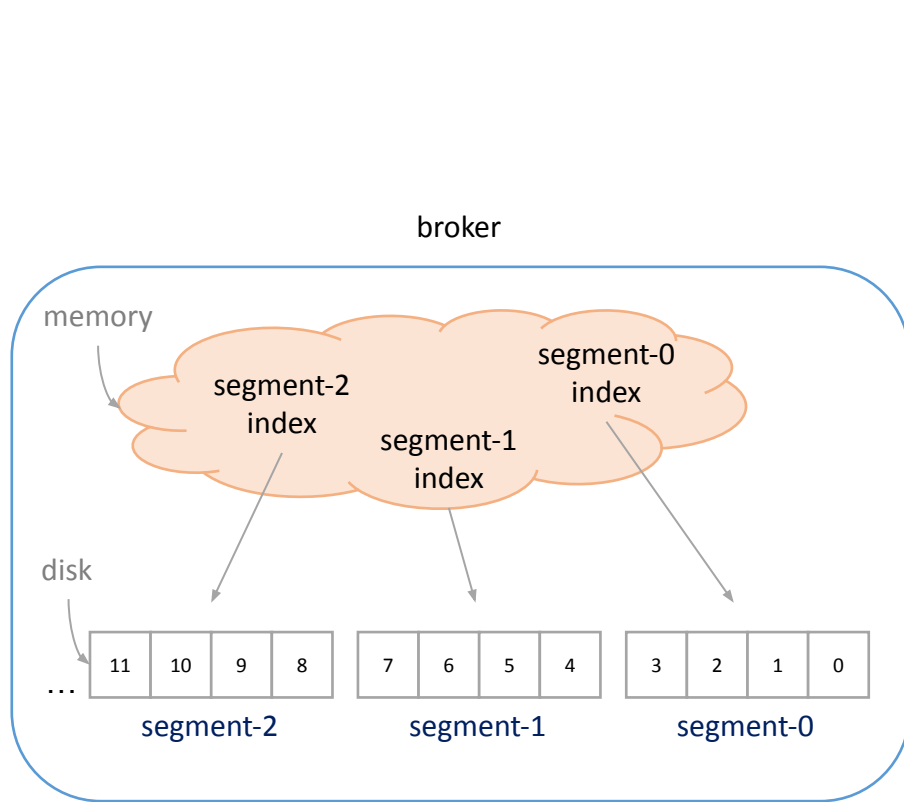 broker
memory
segment-2
index
segment-1
index
segment-0
index
disk
...
11 10 9 8
7 6 5 4
3 2 1 0
segment-2
segment-1
segment-0